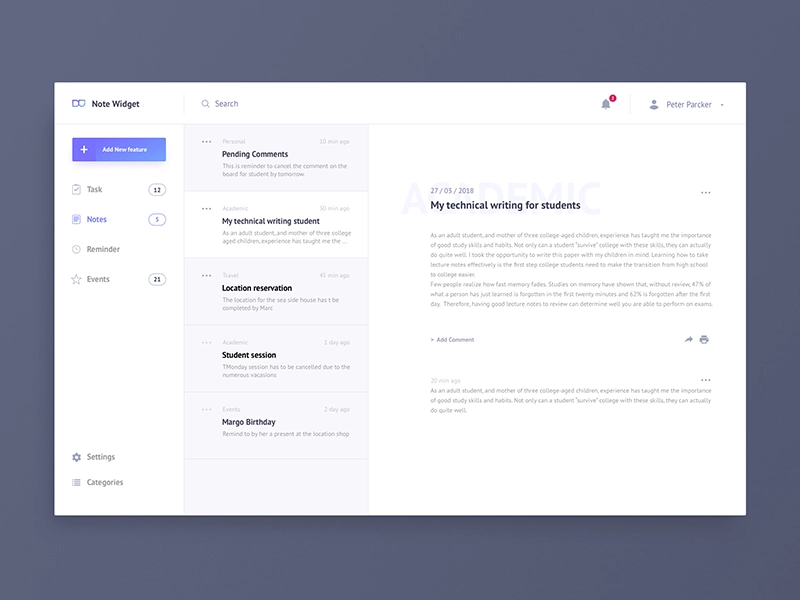 Note Widget
Search
2
Peter Parcker
+ Add New feature
Task 12
Notes 5
Reminder
Events 21
Settings
Categories
Personal 10 min ago
Pending Comments
This is reminder to cancel the comment on the
board for student by tomorrow
Academic 30 min ago
My technical writing student
As an adult student, and mother of three college
aged children, experience has taught me the ...
Travel 45 min ago
Location reservation
The location for the sea side house has t be
completed by Marc
Academic 1 day ago
Student session
TMonday session has to be cancelled due to the
numerous vacasions
Events 2 day ago
Margo Birthday
Remind to by her a present at the location shop
ACADEMIC
27 / 03 / 2018
My technical writing for students
As an adult student, and mother of three college-aged children, experience has taught me the importance
of good study skills and habits. Not only can a student "survive" college with these skills, they can actually
do quite well. I took the opportunity to write this paper with my children in mind. Learning how to take
lecture notes effectively is the first step college students need to make the transition from high school
to college easier.
Few people realize how fast memory fades. Studies on memory have shown that, without review, 47% of
what a person has just learned is forgotten in the first twenty minutes and 62% is forgotten after the first
day. Therefore, having good lecture notes to review can determine well you are able to perform on exams.
> Add Comment
20 min ago
As an adult student, and mother of three college-aged children, experience has taught me the importance
of good study skills and habits. Not only can a student "survive" college with these skills, they can actually
do quite well.